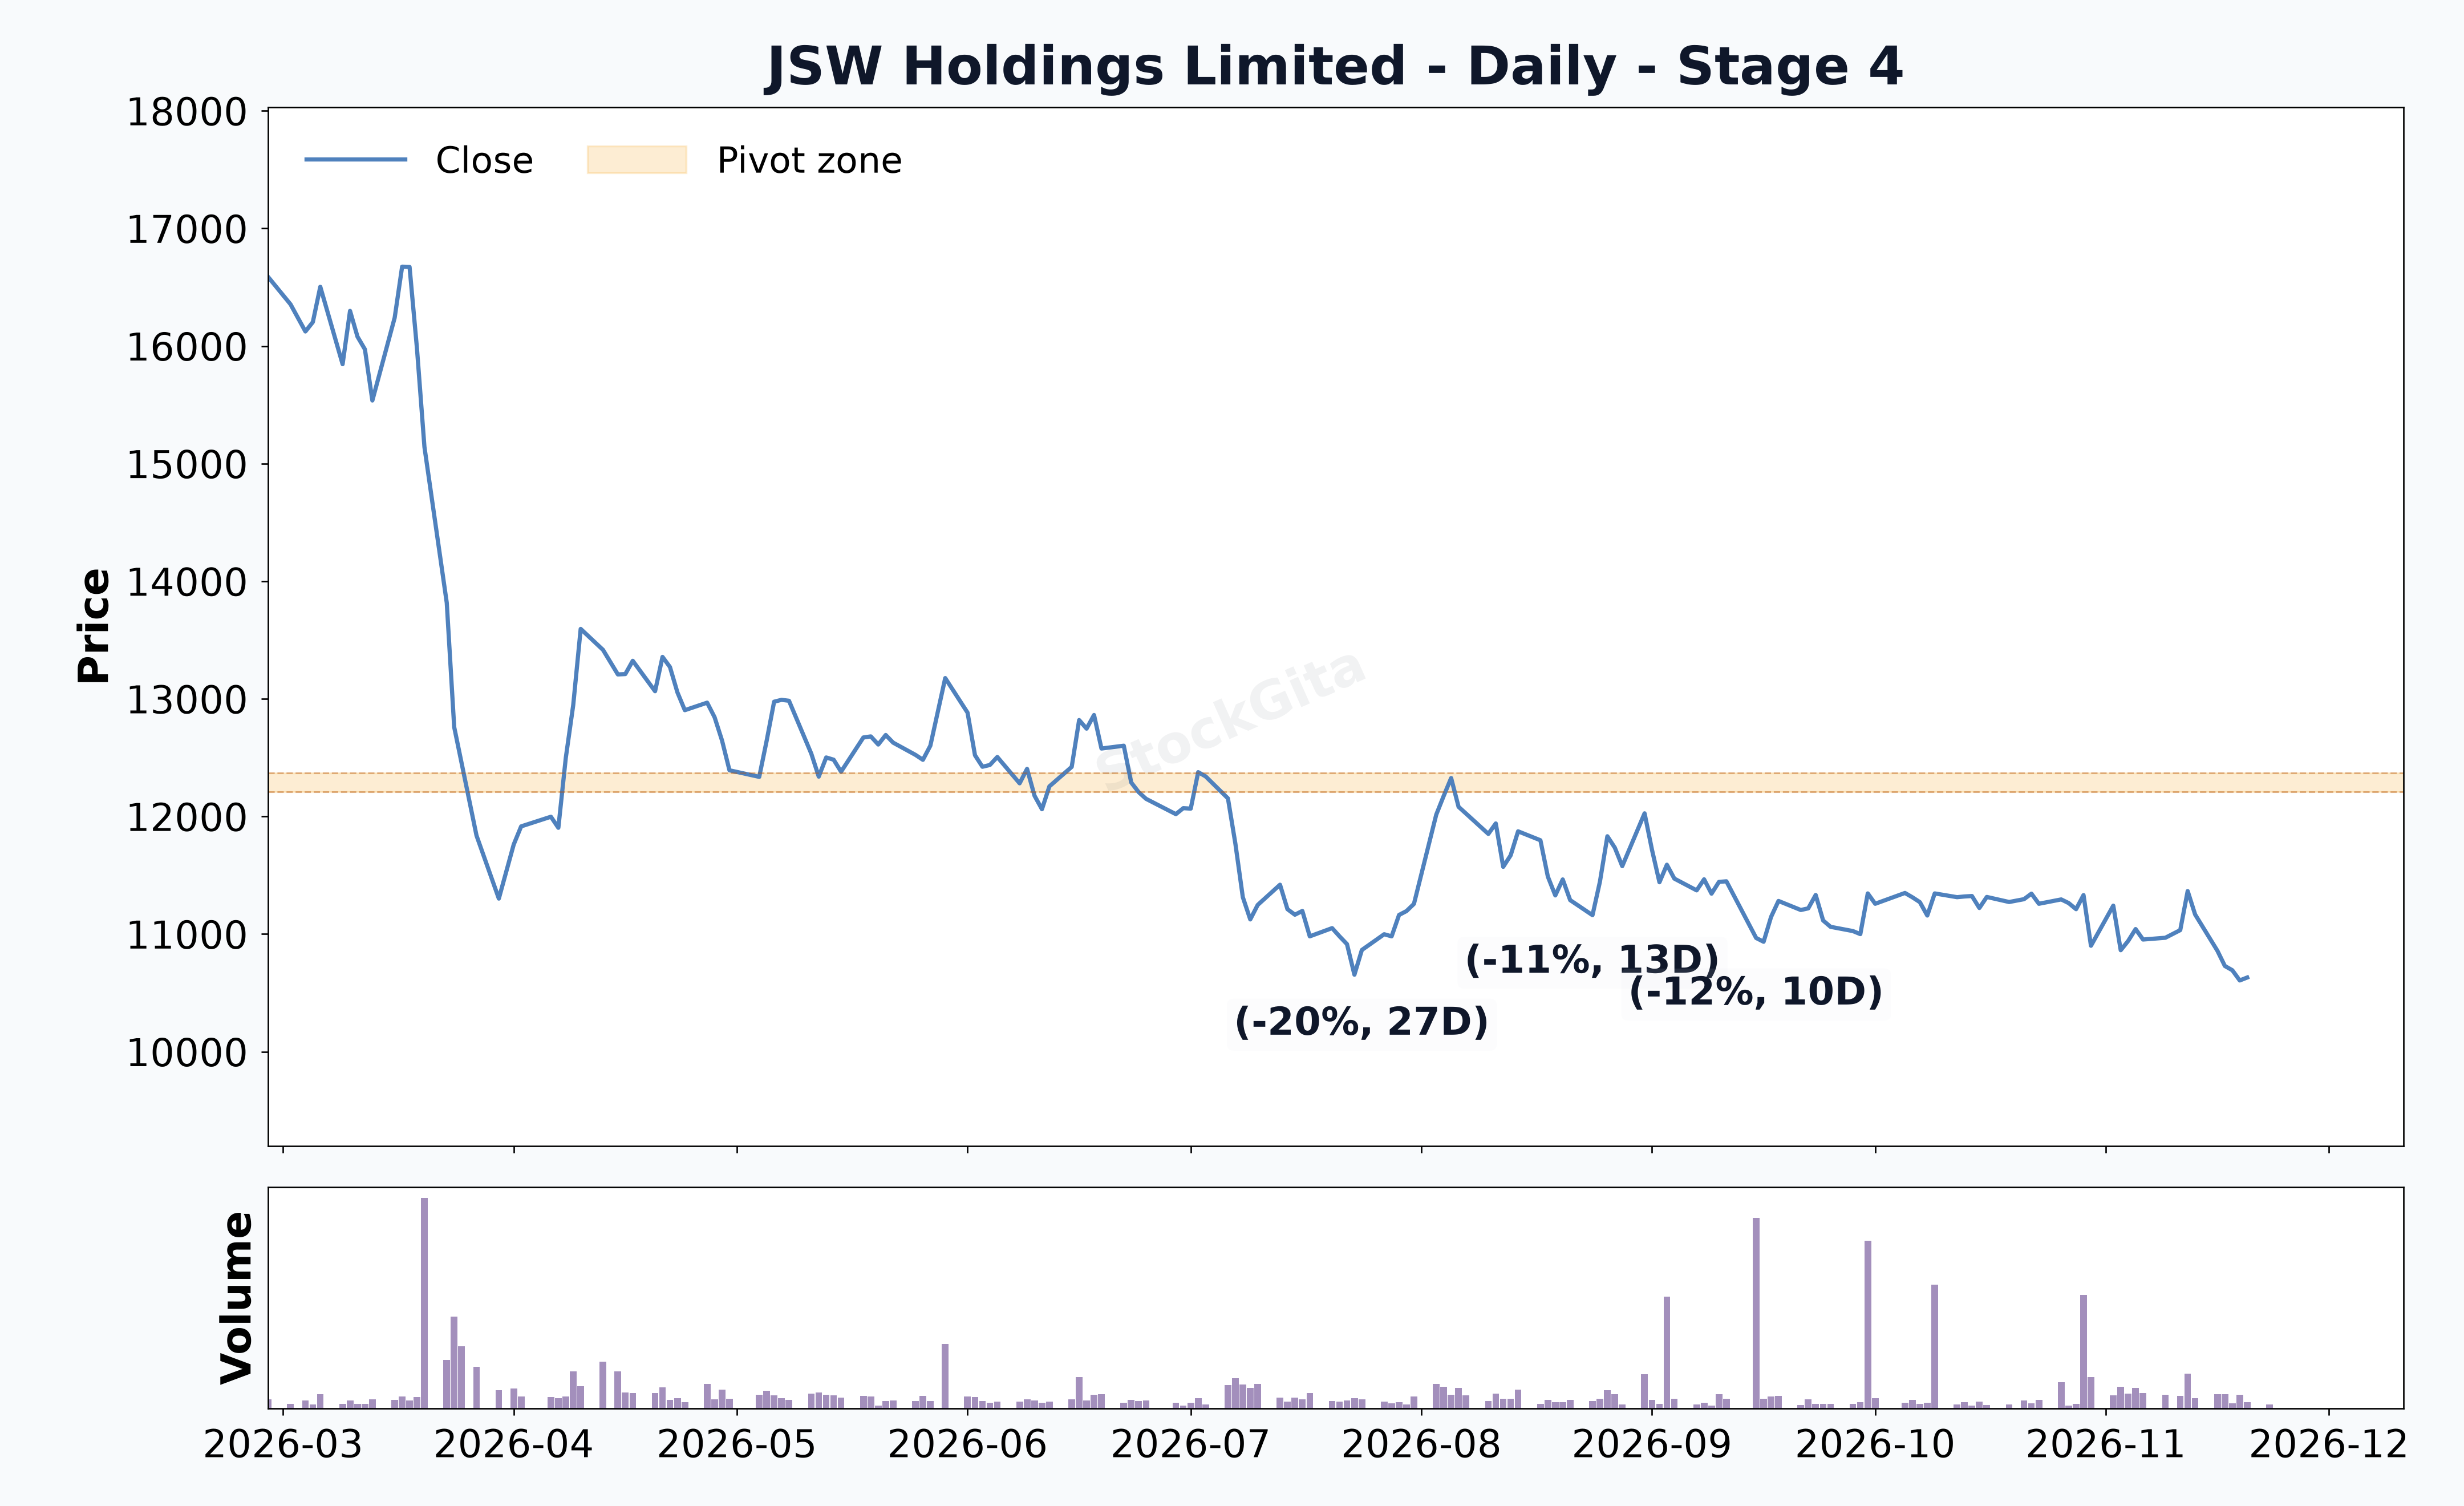 JSW Holdings Limited - Daily - Stage 4
Close
Pivot zone
Price
18000
17000
16000
15000
14000
13000
12000
11000
10000
StockGita
(-11%, 13D)
(-12%, 10D)
(-20%, 27D)
Volume
2026-03
2026-04
2026-05
2026-06
2026-07
2026-08
2026-09
2026-10
2026-11
2026-12